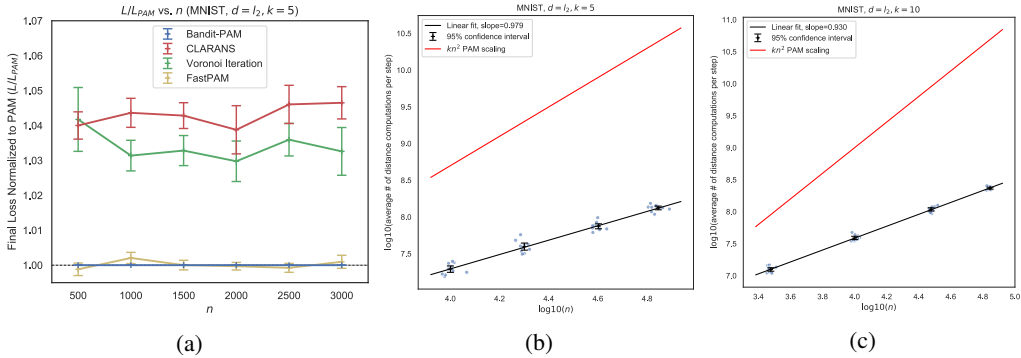 L/L_PAM vs. n (MNIST, d = l₂, k = 5)
Final Loss Normalized to PAM (L/L_PAM)
1.07
1.06
1.05
1.04
1.03
1.02
1.01
1.00
Bandit-PAM
CLARANS
Voronoi Iteration
FastPAM
500 1000 1500 2000 2500 3000
n
(a)
MNIST, d = l₂, k = 5
log10(average # of distance computations per step)
10.5
10.0
9.5
9.0
8.5
8.0
7.5
Linear fit, slope=0.979
95% confidence interval
kn² PAM scaling
4.0 4.2 4.4 4.6 4.8
log10(n)
(b)
MNIST, d = l₂, k = 10
log10(average # of distance computations per step)
11.0
10.5
10.0
9.5
9.0
8.5
8.0
7.5
7.0
Linear fit, slope=0.930
95% confidence interval
kn² PAM scaling
3.4 3.6 3.8 4.0 4.2 4.4 4.6 4.8 5.0
log10(n)
(c)